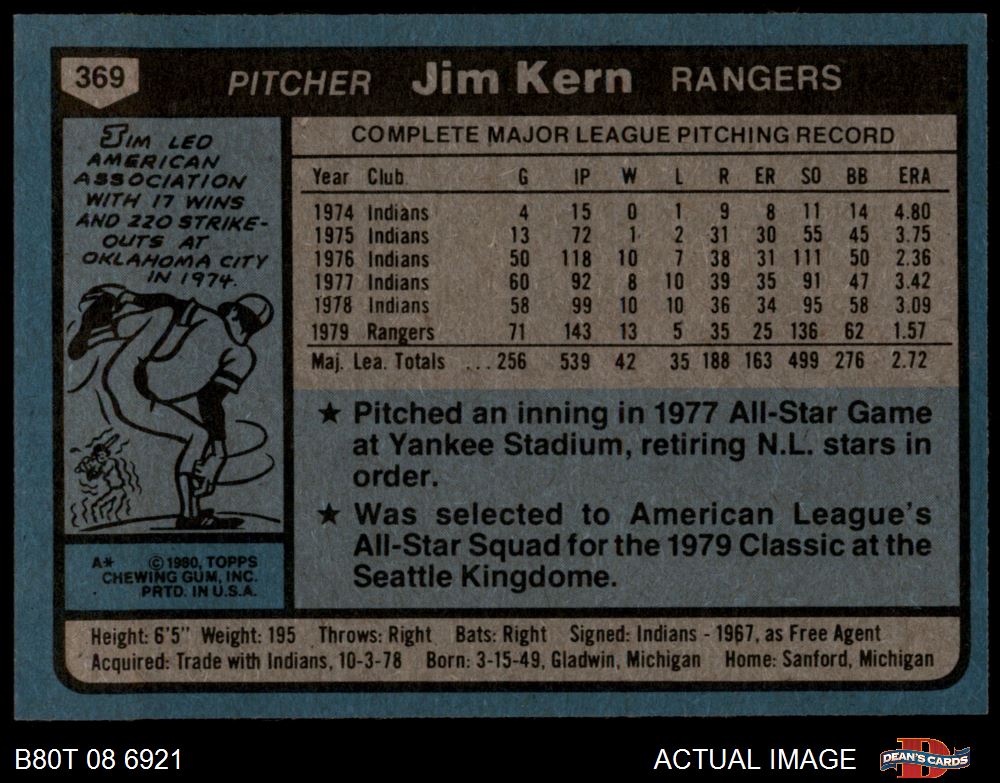 369 PITCHER Jim Kern RANGERS
JIM LED
AMERICAN
ASSOCIATION
WITH 17 WINS
AND 220 STRIKE-
OUTS AT
OKLAHOMA CITY
IN 1974.
A* © 1980, TOPPS
CHEWING GUM, INC.
PRTD. IN U.S.A.
COMPLETE MAJOR LEAGUE PITCHING RECORD
Year Club G IP W L R ER SO BB ERA
1974 Indians 4 15 0 1 9 8 11 14 4.80
1975 Indians 13 72 1 2 31 30 55 45 3.75
1976 Indians 50 118 10 7 38 31 111 50 2.36
1977 Indians 60 92 8 10 39 35 91 47 3.42
1978 Indians 58 99 10 10 36 34 95 58 3.09
1979 Rangers 71 143 13 5 35 25 136 62 1.57
Maj. Lea. Totals ... 256 539 42 35 188 163 499 276 2.72
★ Pitched an inning in 1977 All-Star Game
at Yankee Stadium, retiring N.L. stars in
order.
★ Was selected to American League's
All-Star Squad for the 1979 Classic at the
Seattle Kingdome.
Height: 6'5" Weight: 195 Throws: Right Bats: Right Signed: Indians - 1967, as Free Agent
Acquired: Trade with Indians, 10-3-78 Born: 3-15-49, Gladwin, Michigan Home: Sanford, Michigan
B80T 08 6921 ACTUAL IMAGE DEAN'S CARDS